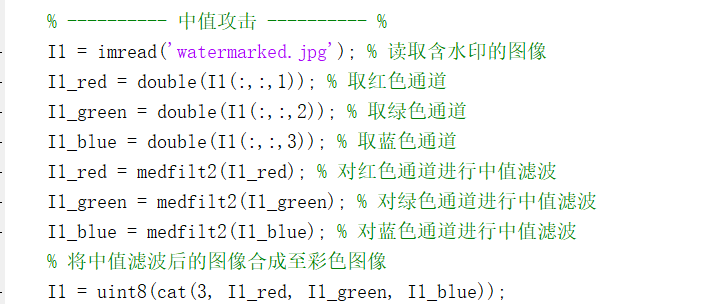 % ---------- 中值攻击 ---------- %
I1 = imread('watermarked.jpg'); % 读取含水印的图像
I1_red = double(I1(:,:,1)); % 取红色通道
I1_green = double(I1(:,:,2)); % 取绿色通道
I1_blue = double(I1(:,:,3)); % 取蓝色通道
I1_red = medfilt2(I1_red); % 对红色通道进行中值滤波
I1_green = medfilt2(I1_green); % 对绿色通道进行中值滤波
I1_blue = medfilt2(I1_blue); % 对蓝色通道进行中值滤波
% 将中值滤波后的图像合成至彩色图像
I1 = uint8(cat(3, I1_red, I1_green, I1_blue));